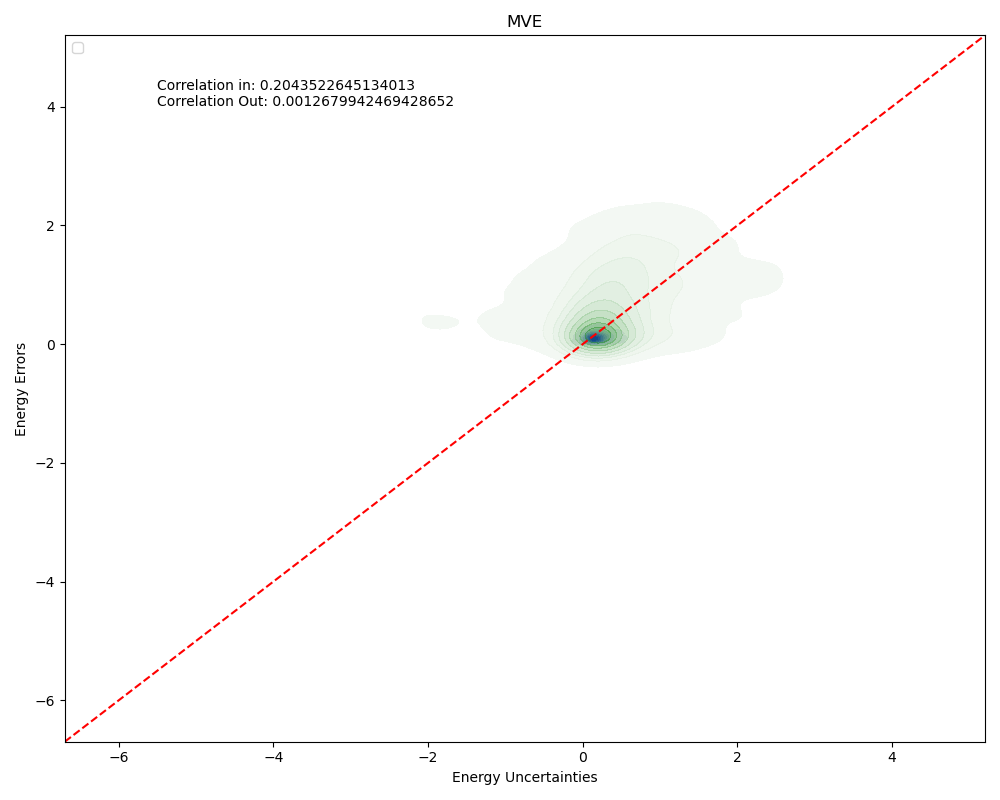 MVE
Correlation in: 0.2043522645134013
Correlation Out: 0.0012679942469428652
4
2
0
−2
−4
−6
Energy Errors
−6 −4 −2 0 2 4
Energy Uncertainties